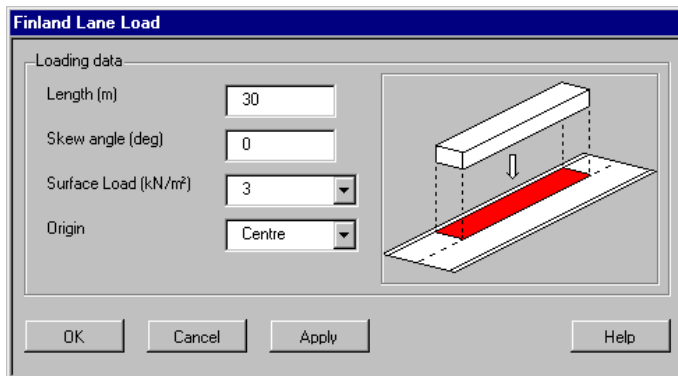 Finland Lane Load
Loading data
Length (m) 30
Skew angle (deg) 0
Surface Load (kN/m²) 3
Origin Centre
OK Cancel Apply Help